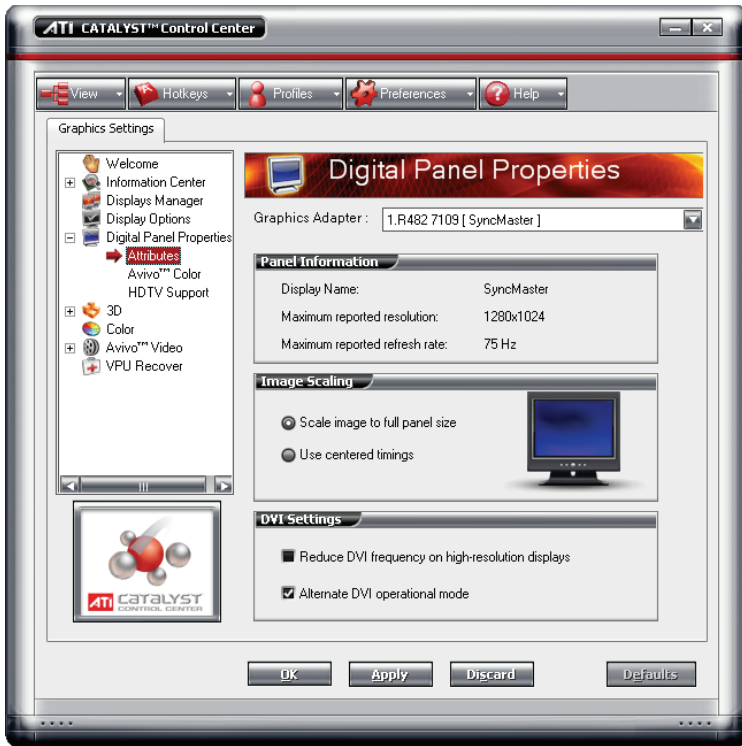 ATI CATALYST™ Control Center
View
Hotkeys
Profiles
Preferences
Help
Graphics Settings
Welcome
Information Center
Displays Manager
Display Options
Digital Panel Properties
Attributes
Avivo™ Color
HDTV Support
3D
Color
Avivo™ Video
VPU Recover
ATI CATALYST
CONTROL CENTER
Digital Panel Properties
Graphics Adapter :
1.R482 7109 [ SyncMaster ]
Panel Information
Display Name: SyncMaster
Maximum reported resolution: 1280x1024
Maximum reported refresh rate: 75 Hz
Image Scaling
Scale image to full panel size
Use centered timings
DVI Settings
Reduce DVI frequency on high-resolution displays
Alternate DVI operational mode
OK
Apply
Discard
Defaults